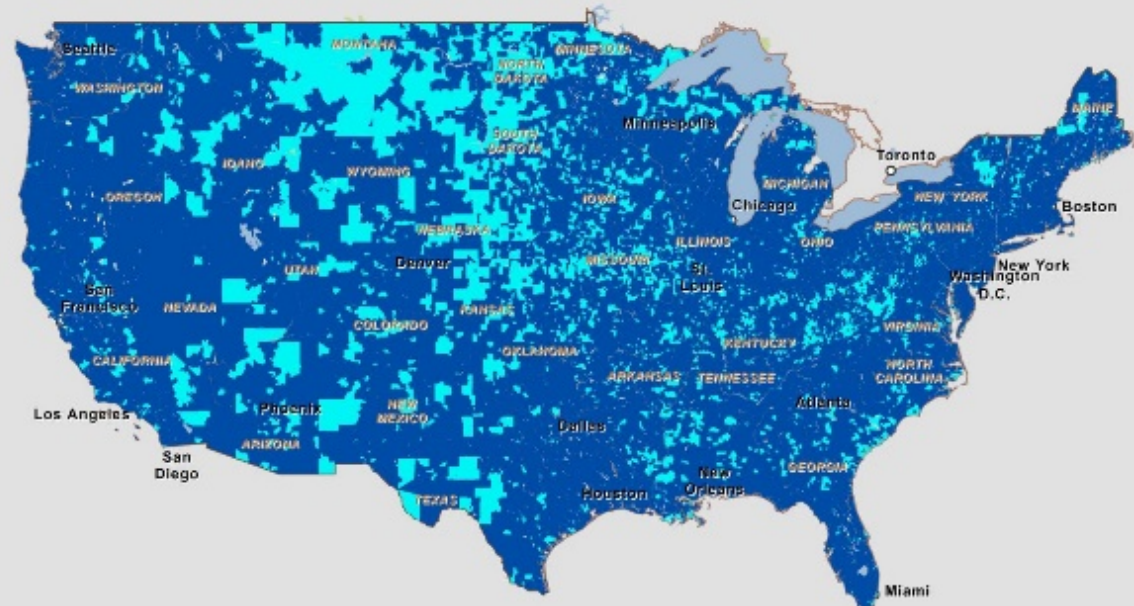 Seattle
MONTANA
MINNESOTA
NORTH
DAKOTA
WASHINGTON
MAINE
Minneapolis
SOUTH
DAKOTA
Toronto
IDAHO
WYOMING
MICHIGAN
OREGON
IOWA
Chicago
NEW YORK
Boston
NEBRASKA
PENNSYLVANIA
ILLINOIS
OHIO
Denver
MISSOURI
UTAH
St.
Louis
New York
Washington
D.C.
San
Francisco
NEVADA
KANSAS
COLORADO
VIRGINIA
KENTUCKY
OKLAHOMA
CALIFORNIA
NORTH
CAROLINA
ARKANSAS
TENNESSEE
Los Angeles
Phoenix
NEW
MEXICO
Atlanta
Dallas
ARIZONA
San
Diego
GEORGIA
New
Orleans
TEXAS
Houston
Miami